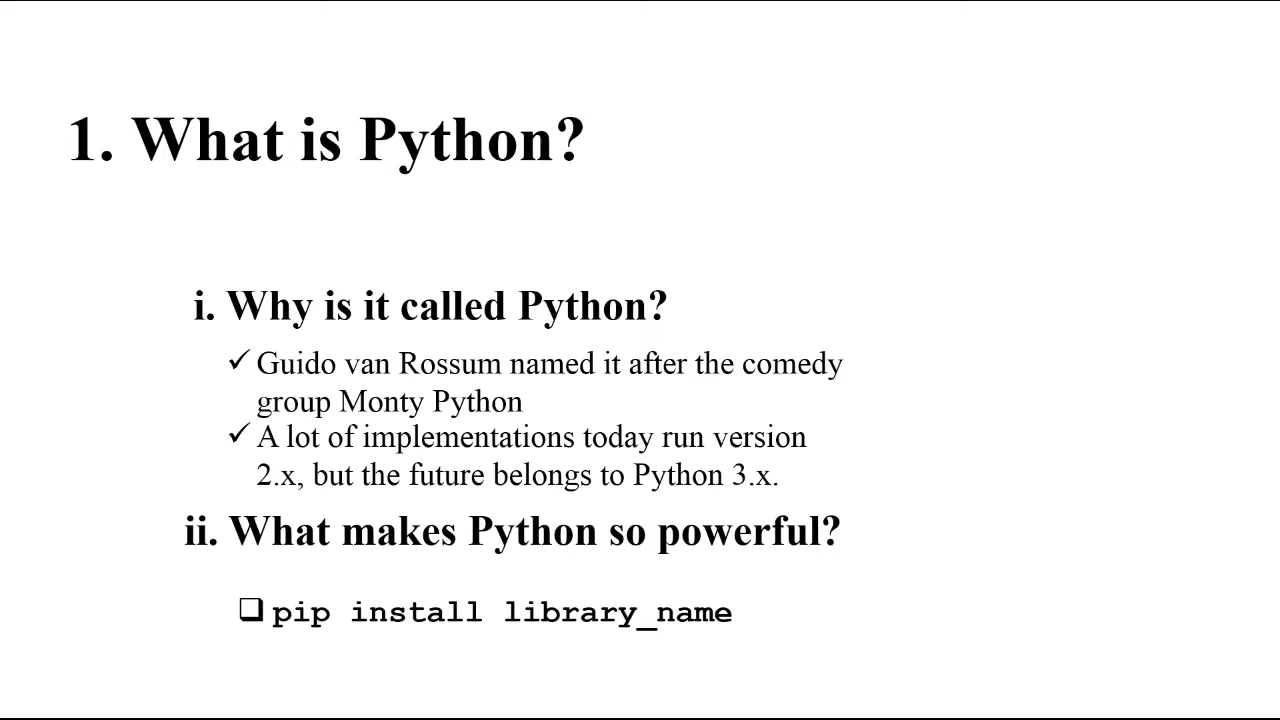 1. What is Python?
i. Why is it called Python?
✓ Guido van Rossum named it after the comedy
group Monty Python
✓ A lot of implementations today run version
2.x, but the future belongs to Python 3.x.
ii. What makes Python so powerful?
❑ pip install library_name